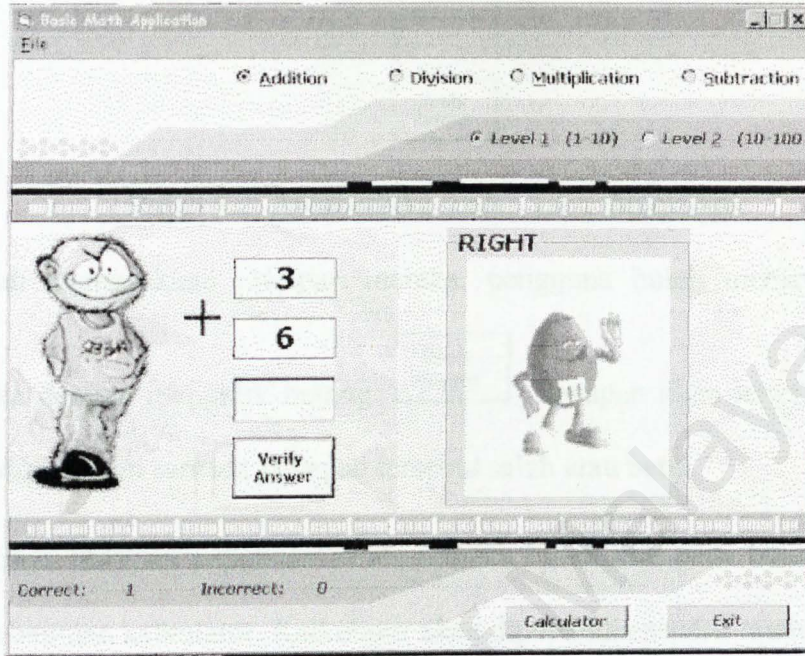 Basic Math Application
File
Addition Division Multiplication Subtraction
Level 1 (1-10) Level 2 (10-100
RIGHT
3
+
6
m
Verify
Answer
Correct: 1 Incorrect: 0
Calculator Exit
Malaya